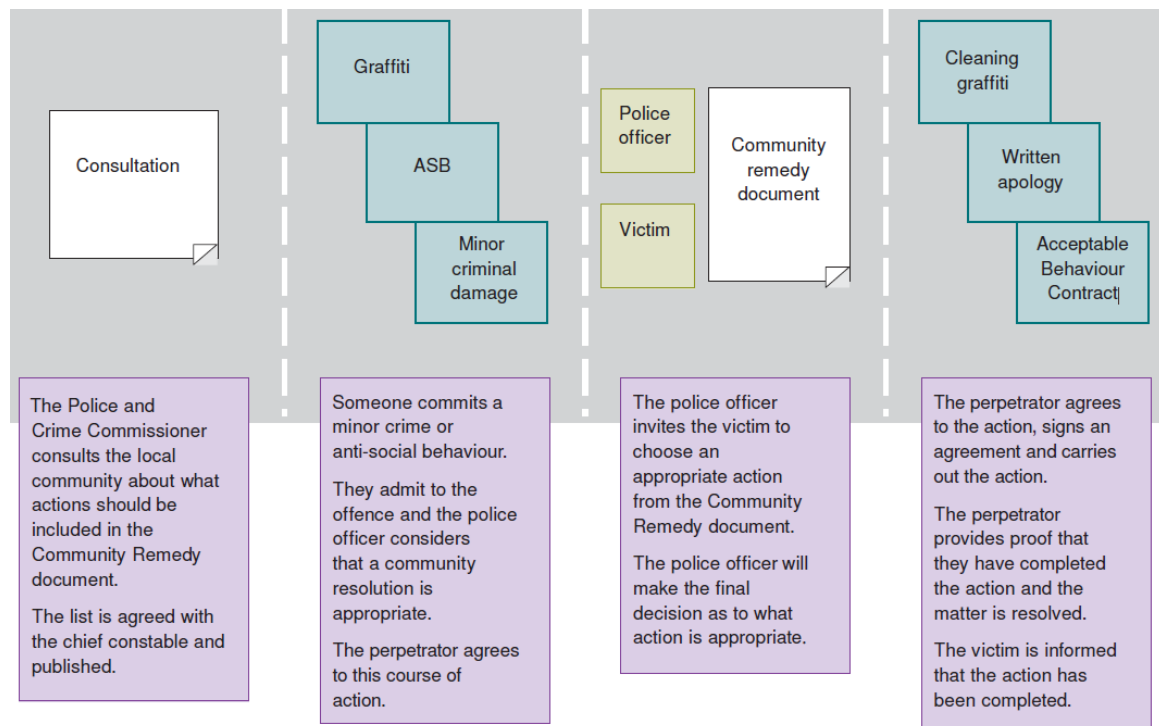 Consultation
Graffiti
ASB
Minor
criminal
damage
Police
officer
Victim
Community
remedy
document
Cleaning
graffiti
Written
apology
Acceptable
Behaviour
Contract
The Police and
Crime Commissioner
consults the local
community about what
actions should be
included in the
Community Remedy
document.
The list is agreed with
the chief constable and
published.
Someone commits a
minor crime or
anti-social behaviour.
They admit to the
offence and the police
officer considers
that a community
resolution is
appropriate.
The perpetrator agrees
to this course of
action.
The police officer
invites the victim to
choose an
appropriate action
from the Community
Remedy document.
The police officer will
make the final
decision as to what
action is appropriate.
The perpetrator agrees
to the action, signs an
agreement and carries
out the action.
The perpetrator
provides proof that
they have completed
the action and the
matter is resolved.
The victim is informed
that the action has
been completed.